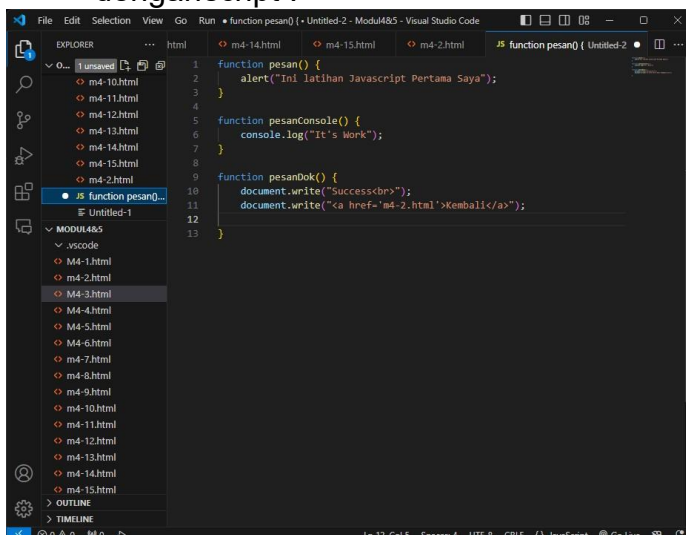 File Edit Selection View Go Run function pesan() { • Untitled-2 - Modul4&5 - Visual Studio Code
EXPLORER
html m4-14.html m4-15.html m4-2.html JS function pesan() { Untitled-2
O... 1 unsaved
m4-10.html
m4-11.html
m4-12.html
m4-13.html
m4-14.html
m4-15.html
m4-2.html
JS function pesan()...
Untitled-1
MODUL4&5
.vscode
M4-1.html
m4-2.html
M4-3.html
M4-4.html
M4-5.html
M4-6.html
m4-7.html
m4-8.html
m4-9.html
m4-10.html
m4-11.html
m4-12.html
m4-13.html
m4-14.html
m4-15.html
OUTLINE
TIMELINE
1 function pesan() {
2 alert("Ini latihan Javascript Pertama Saya");
3 }
4
5 function pesanConsole() {
6 console.log("It's Work");
7 }
8
9 function pesanDok() {
10 document.write("Success<br>");
11 document.write("<a href='m4-2.html'>Kembali</a>");
12
13 }